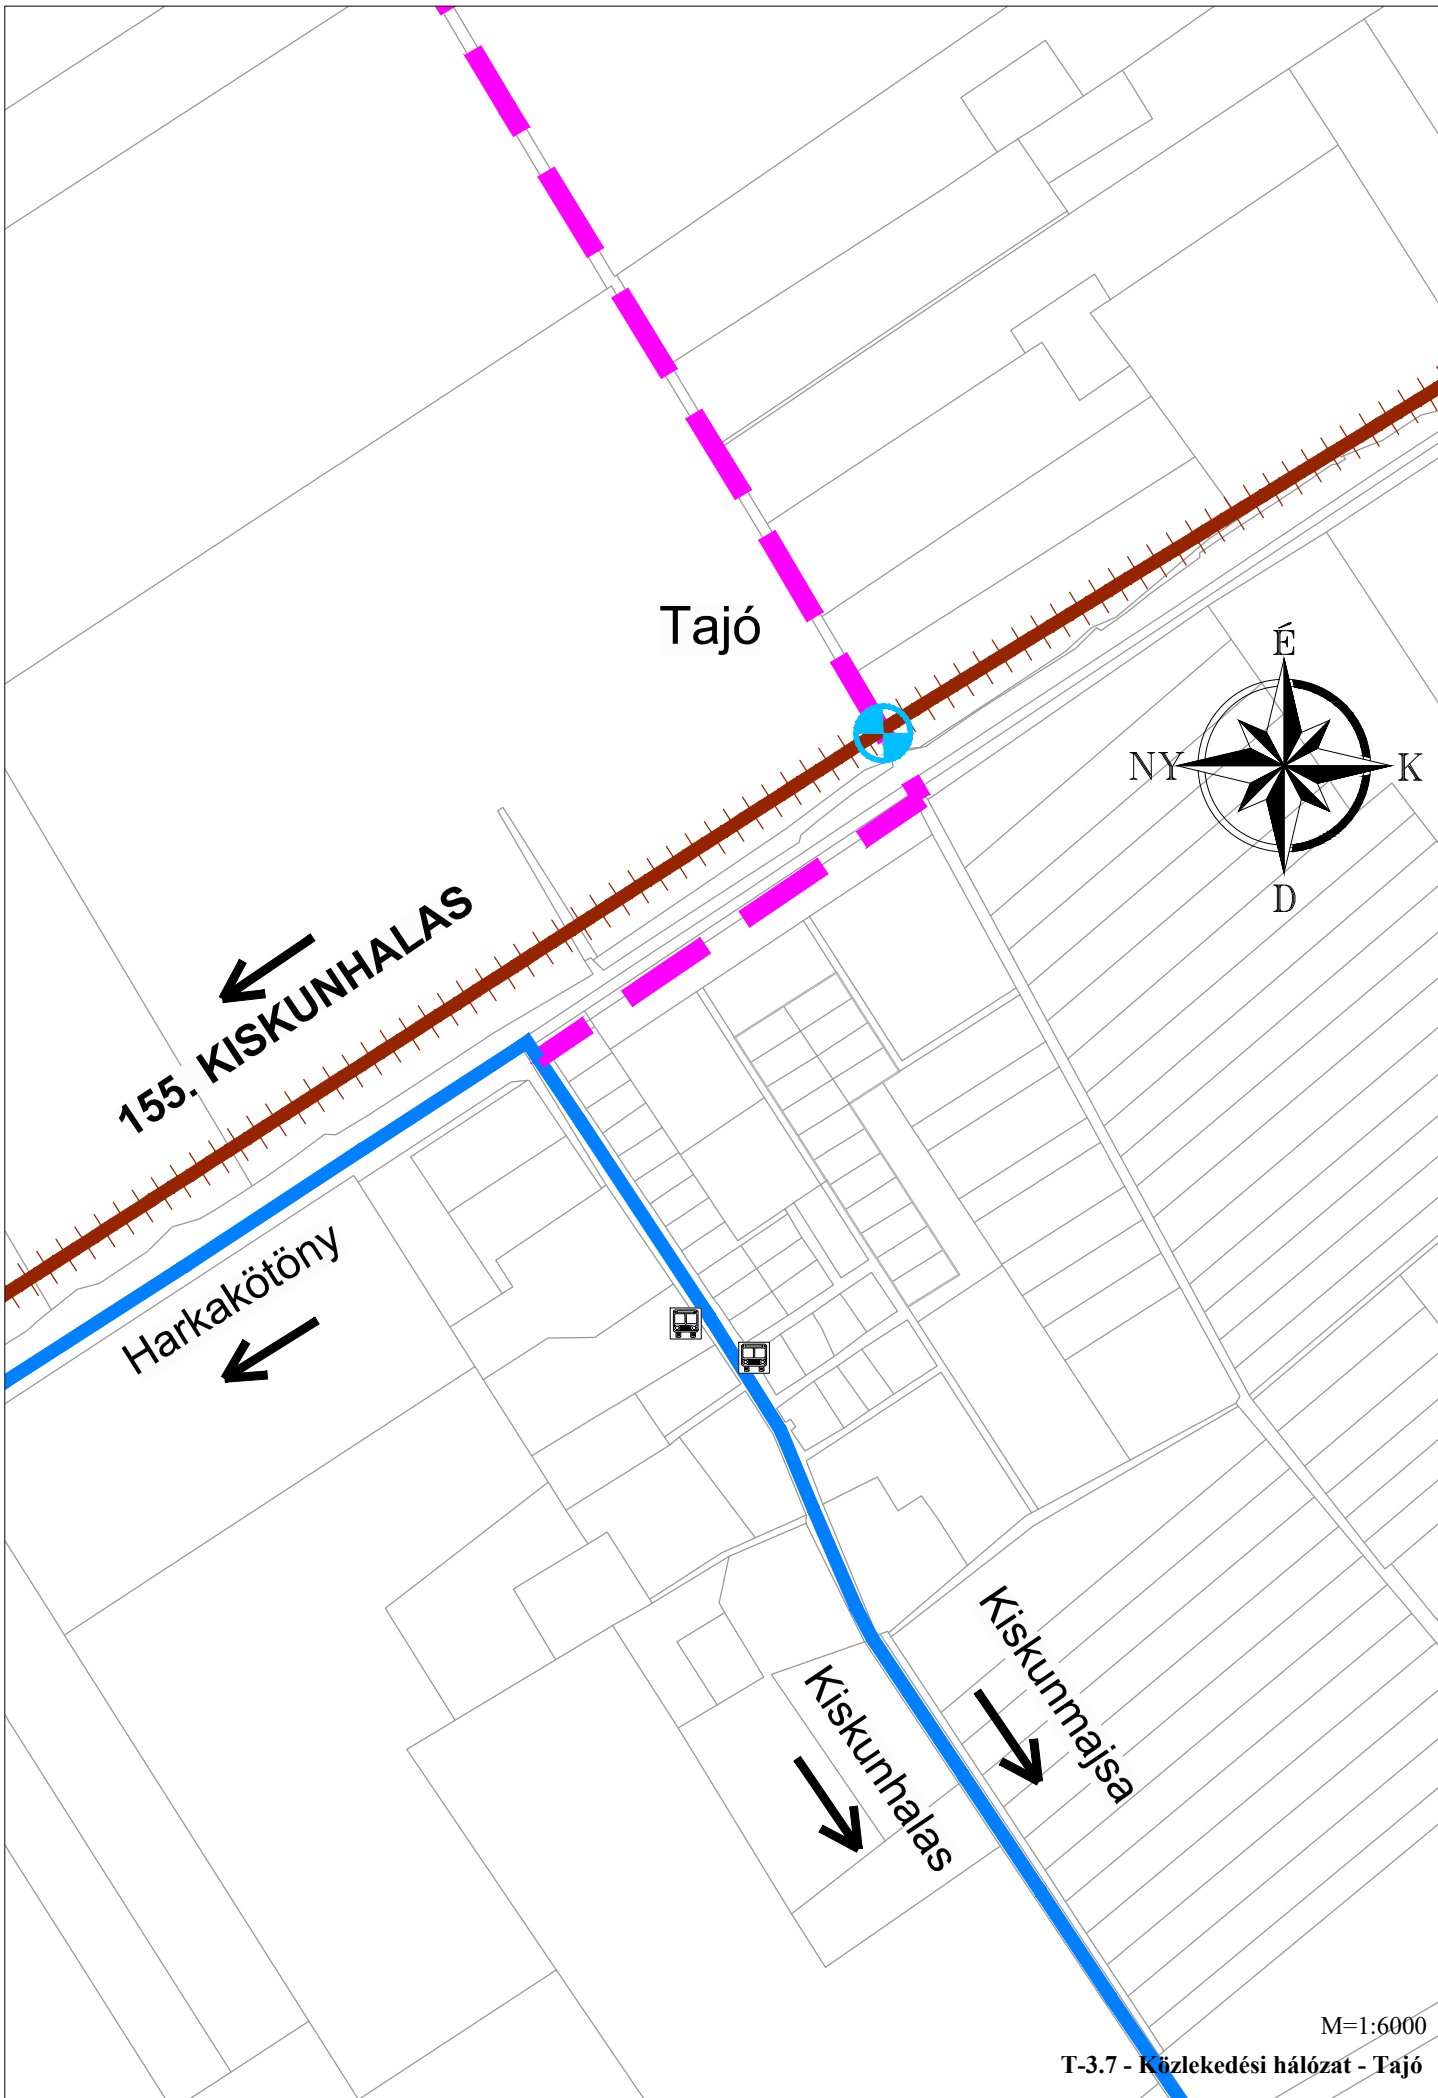 Tajó
É
NY
K
D
155. KISKUNHALAS
Harkakötöny
Kiskunmajsa
Kiskunhalas
M=1:6000
T-3.7 - Közlekedési hálózat - Tajó